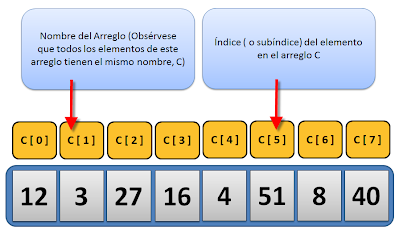 Nombre del Arreglo (Obsérvese
que todos los elementos de este
arreglo tienen el mismo nombre, C)
Índice ( o subíndice) del elemento
en el arreglo C
C [ 0 ] C [ 1 ] C [ 2 ] C [ 3 ] C [ 4 ] C [ 5 ] C [ 6 ] C [ 7 ]
12 3 27 16 4 51 8 40